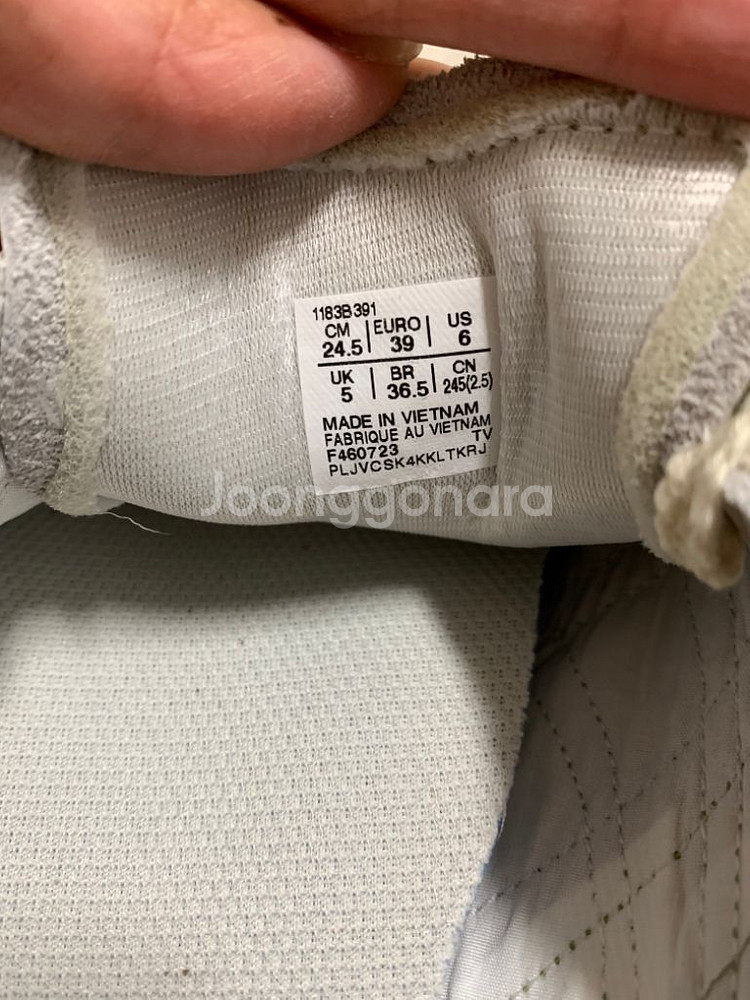 1183B391
CM | EURO | US
24.5 | 39 | 6
UK | BR | CN
5 | 36.5 | 245(2.5)
MADE IN VIETNAM
FABRIQUE AU VIETNAM
F460723 TV
PLJVCSK4KKLTKRJ
Joonggonara